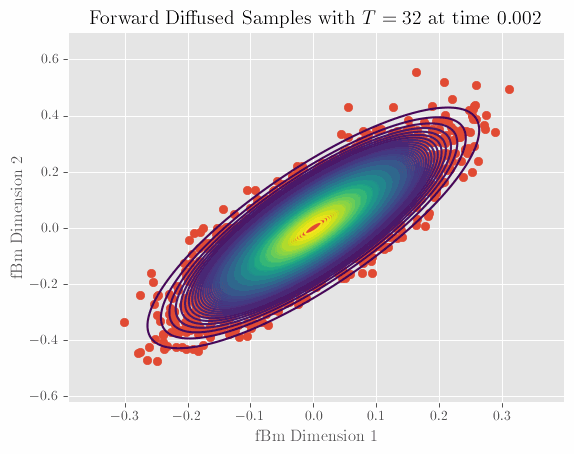 Forward Diffused Samples with T = 32 at time 0.002
fBm Dimension 2
0.6
0.4
0.2
0.0
−0.2
−0.4
−0.6
−0.3 −0.2 −0.1 0.0 0.1 0.2 0.3
fBm Dimension 1